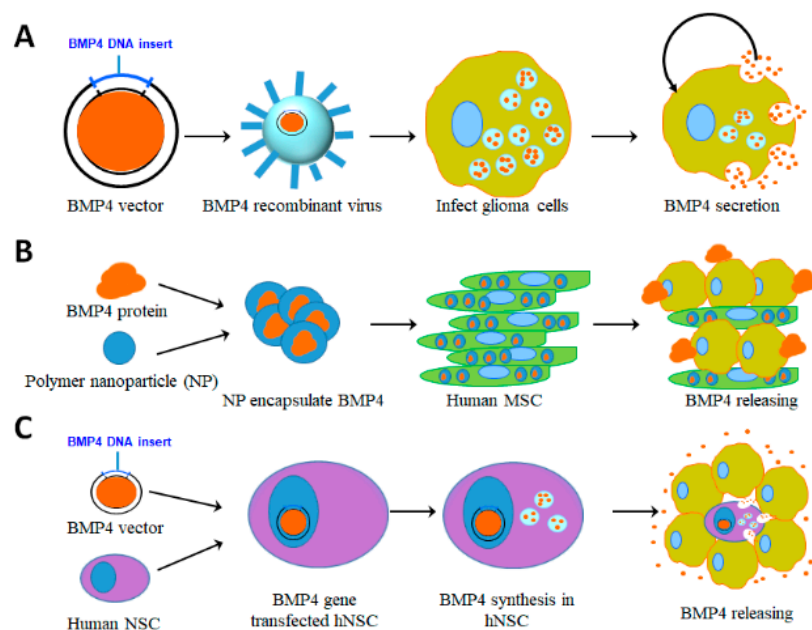 A
BMP4 DNA insert
BMP4 vector
BMP4 recombinant virus
Infect glioma cells
BMP4 secretion
B
BMP4 protein
Polymer nanoparticle (NP)
NP encapsulate BMP4
Human MSC
BMP4 releasing
C
BMP4 DNA insert
BMP4 vector
Human NSC
BMP4 gene
transfected hNSC
BMP4 synthesis in
hNSC
BMP4 releasing